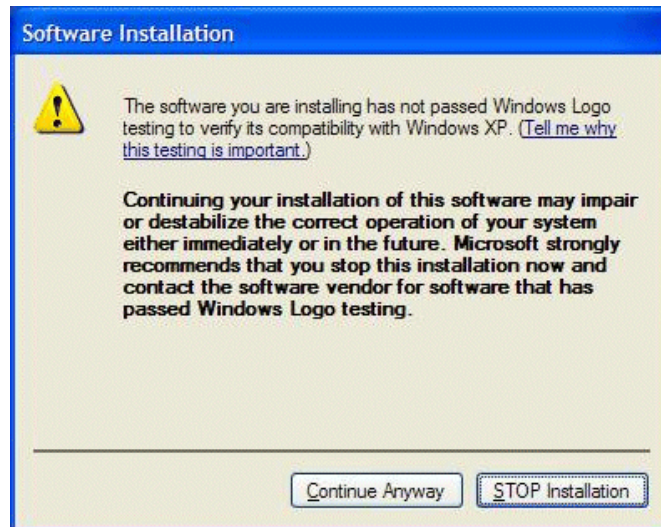 Software Installation
The software you are installing has not passed Windows Logo
testing to verify its compatibility with Windows XP. (Tell me why
this testing is important.)
Continuing your installation of this software may impair
or destabilize the correct operation of your system
either immediately or in the future. Microsoft strongly
recommends that you stop this installation now and
contact the software vendor for software that has
passed Windows Logo testing.
Continue Anyway
STOP Installation